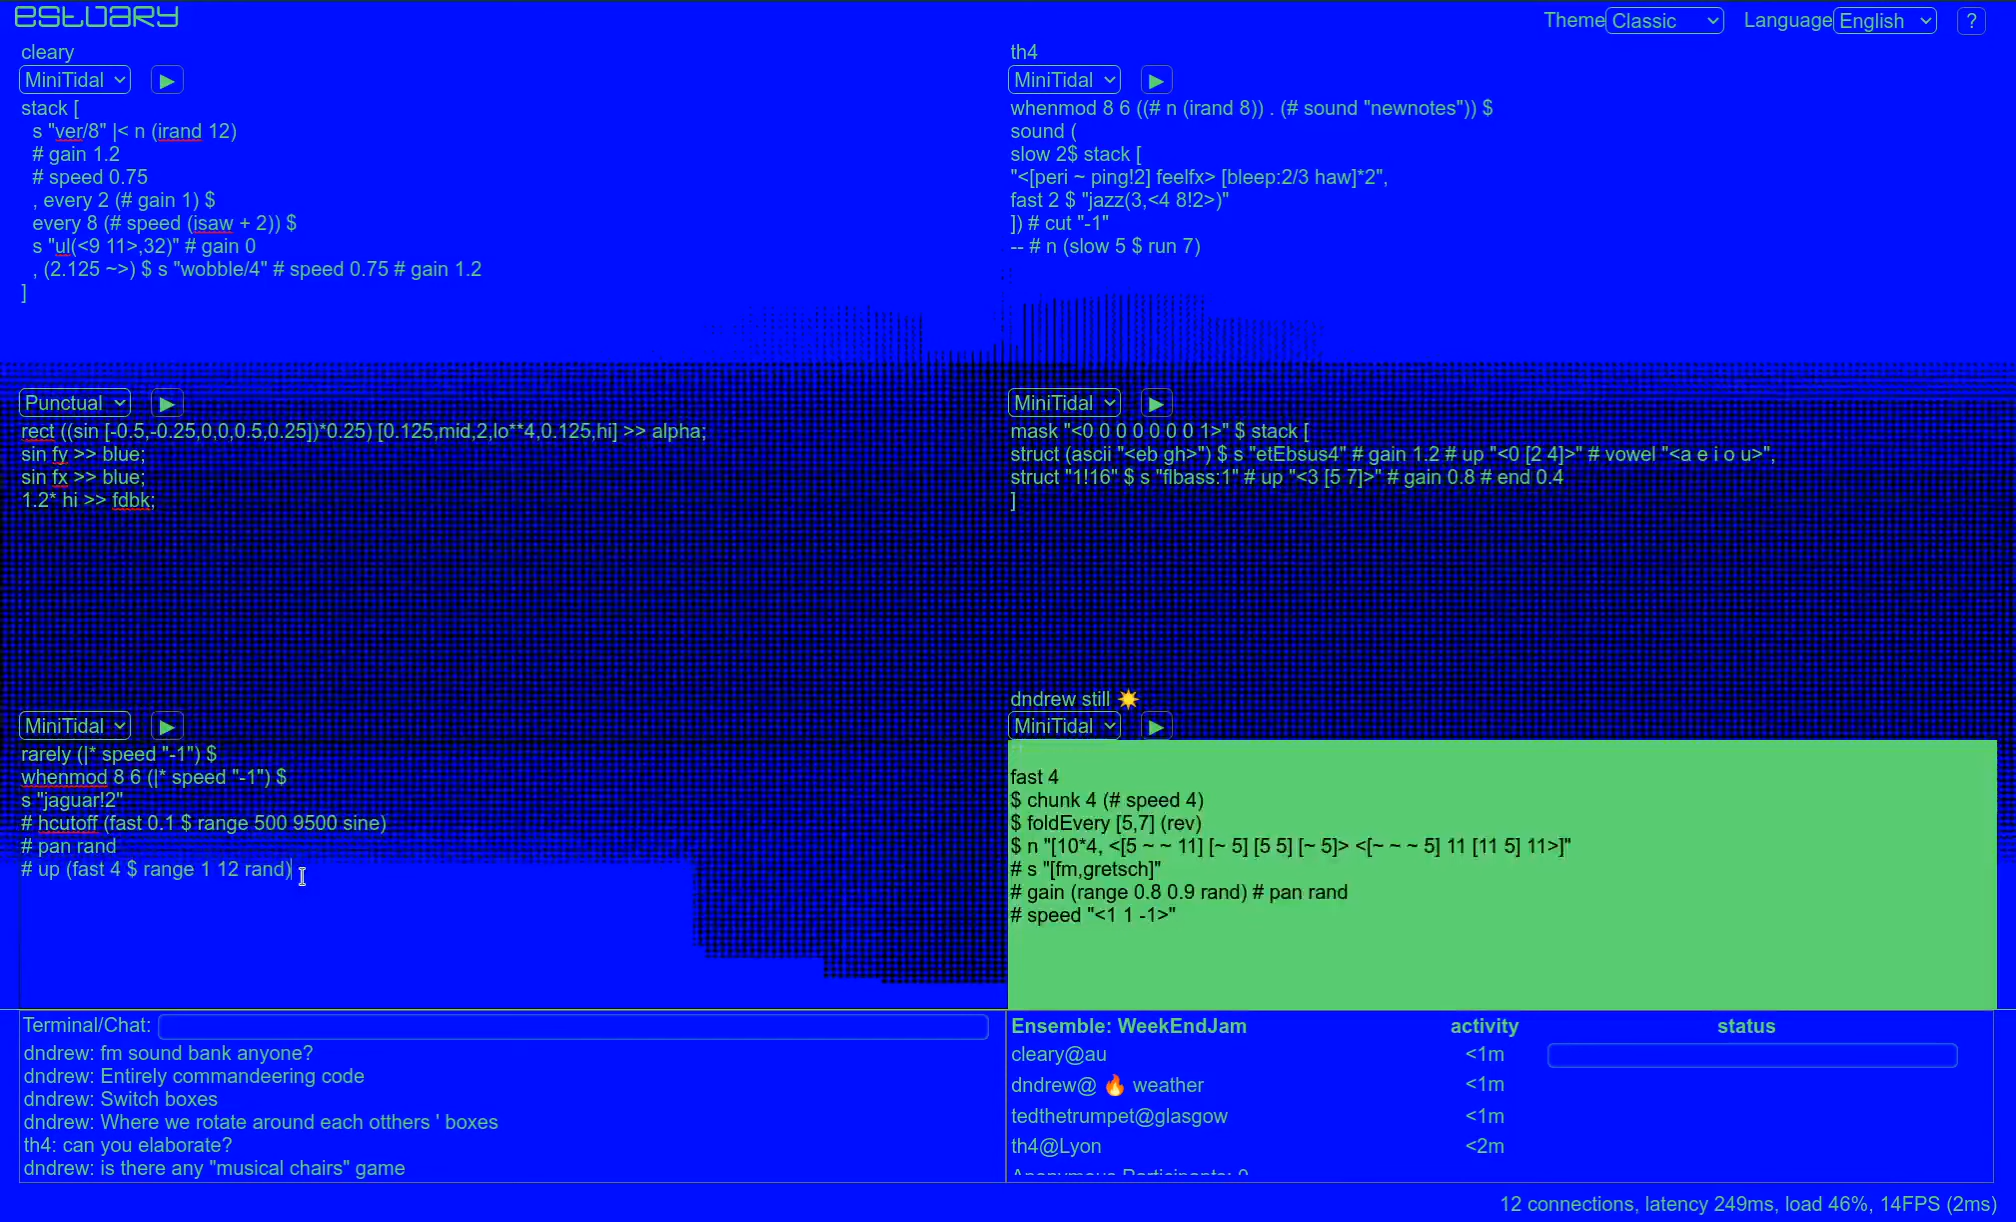 estuary
Theme Classic Language English ?
cleary
MiniTidal ▶
stack [
s "ver/8" |< n (irand 12)
# gain 1.2
# speed 0.75
, every 2 (# gain 1) $
every 8 (# speed (isaw + 2)) $
s "ul(<9 11>,32)" # gain 0
, (2.125 ~>) $ s "wobble/4" # speed 0.75 # gain 1.2
]
th4
MiniTidal ▶
whenmod 8 6 ((# n (irand 8)) . (# sound "newnotes")) $
sound (
slow 2$ stack [
"<[peri ~ ping!2] feelfx> [bleep:2/3 haw]*2",
fast 2 $ "jazz(3,<4 8!2>)"
]) # cut "-1"
-- # n (slow 5 $ run 7)
Punctual ▶
rect ((sin [-0.5,-0.25,0,0,0.5,0.25])*0.25) [0.125,mid,2,lo**4,0.125,hi] >> alpha;
sin fy >> blue;
sin fx >> blue;
1.2* hi >> fdbk;
MiniTidal ▶
mask "<0 0 0 0 0 0 0 1>" $ stack [
struct (ascii "<eb gh>") $ s "etEbsus4" # gain 1.2 # up "<0 [2 4]>" # vowel "<a e i o u>",
struct "1!16" $ s "flbass:1" # up "<3 [5 7]>" # gain 0.8 # end 0.4
]
MiniTidal ▶
rarely (|* speed "-1") $
whenmod 8 6 (|* speed "-1") $
s "jaguar!2"
# hcutoff (fast 0.1 $ range 500 9500 sine)
# pan rand
# up (fast 4 $ range 1 12 rand)
dndrew still ☀
MiniTidal ▶
fast 4
$ chunk 4 (# speed 4)
$ foldEvery [5,7] (rev)
$ n "[10*4, <[5 ~ ~ 11] [~ 5] [5 5] [~ 5]> <[~ ~ ~ 5] 11 [11 5] 11>]"
# s "[fm,gretsch]"
# gain (range 0.8 0.9 rand) # pan rand
# speed "<1 1 -1>"
Terminal/Chat:
dndrew: fm sound bank anyone?
dndrew: Entirely commandeering code
dndrew: Switch boxes
dndrew: Where we rotate around each otthers ' boxes
th4: can you elaborate?
dndrew: is there any "musical chairs" game
Ensemble: WeekEndJam activity status
cleary@au <1m
dndrew@ 🔥 weather <1m
tedthetrumpet@glasgow <1m
th4@Lyon <2m
Anonymous Participants: 0
12 connections, latency 249ms, load 46%, 14FPS (2ms)